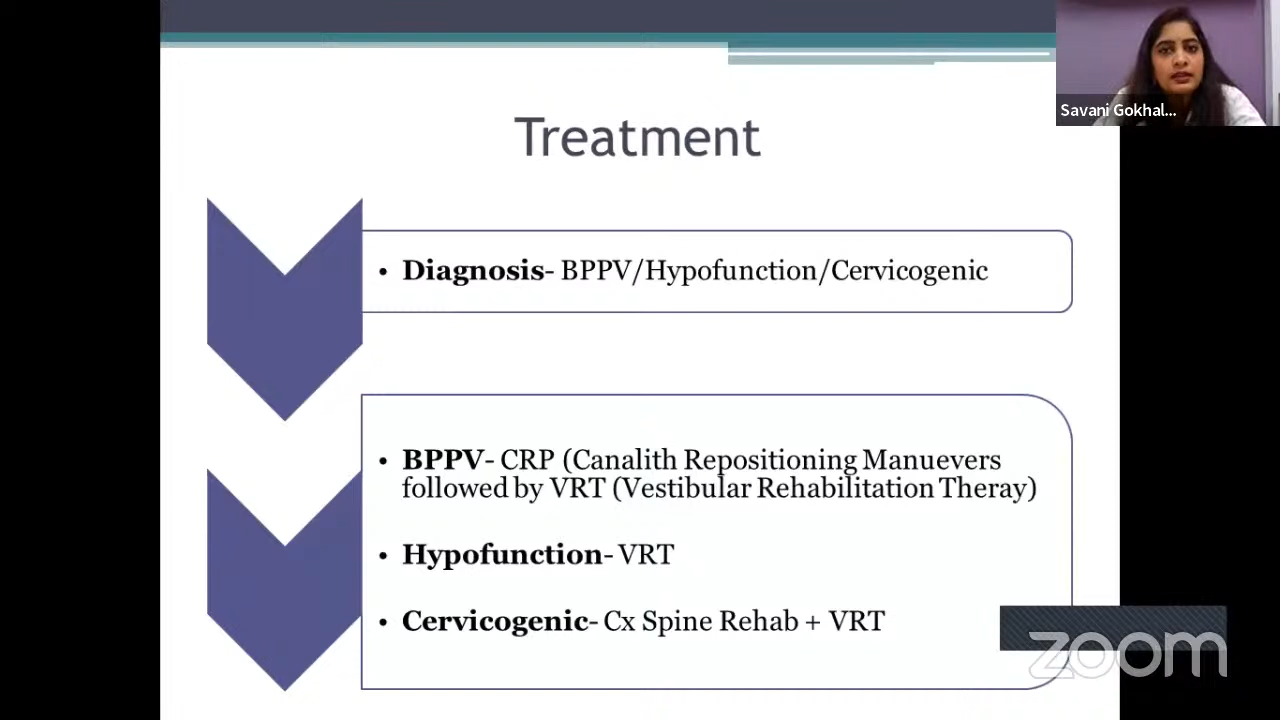 Savani Gokhal...
Treatment
• Diagnosis- BPPV/Hypofunction/Cervicogenic
• BPPV- CRP (Canalith Repositioning Manuevers
followed by VRT (Vestibular Rehabilitation Theray)
• Hypofunction- VRT
• Cervicogenic- Cx Spine Rehab + VRT
zoom